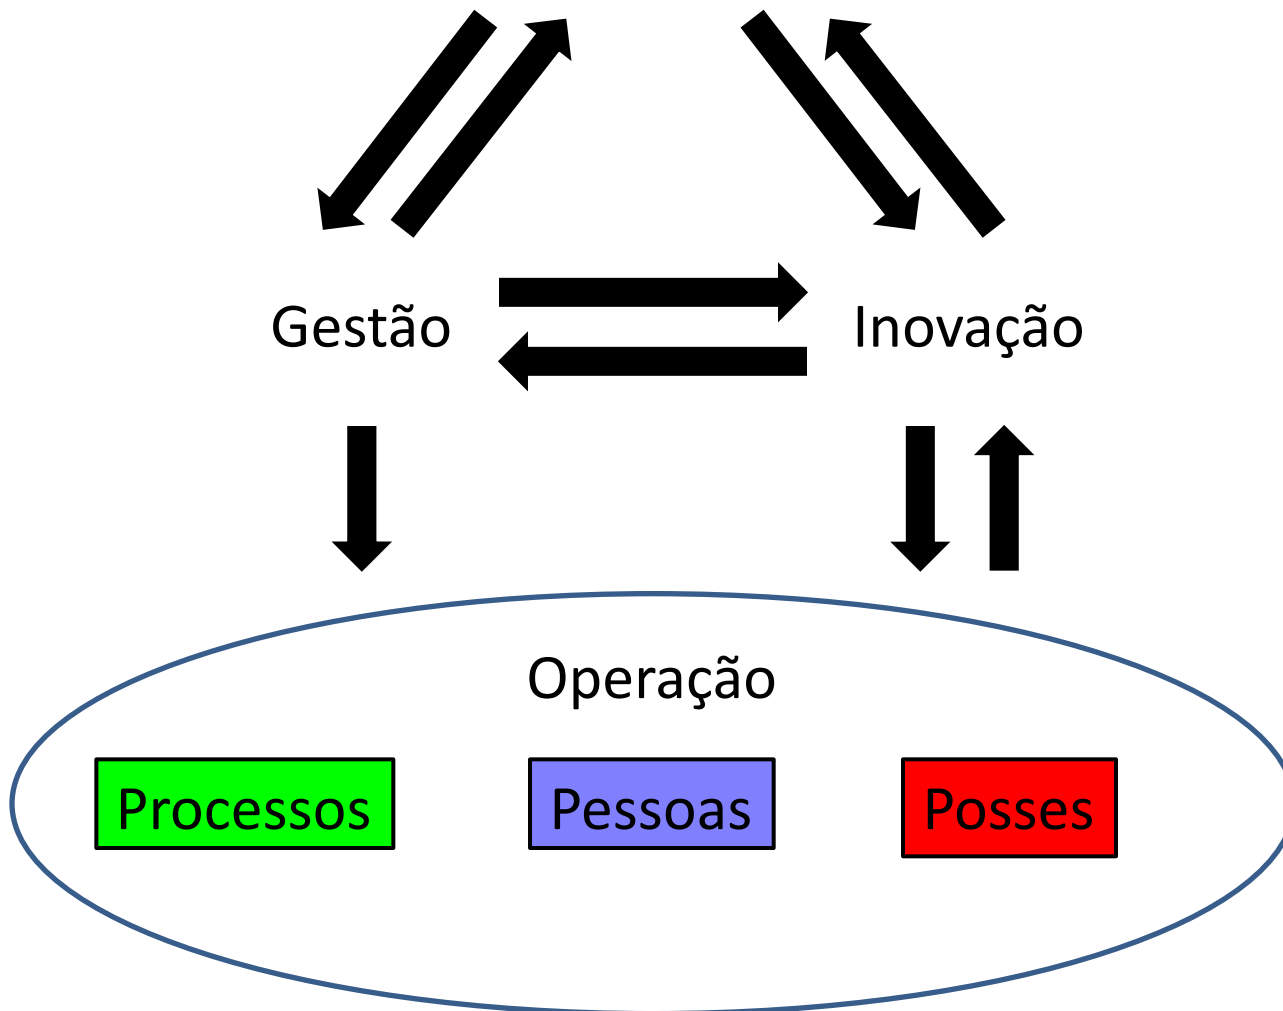 Gestão
Inovação
Operação
Processos
Pessoas
Posses